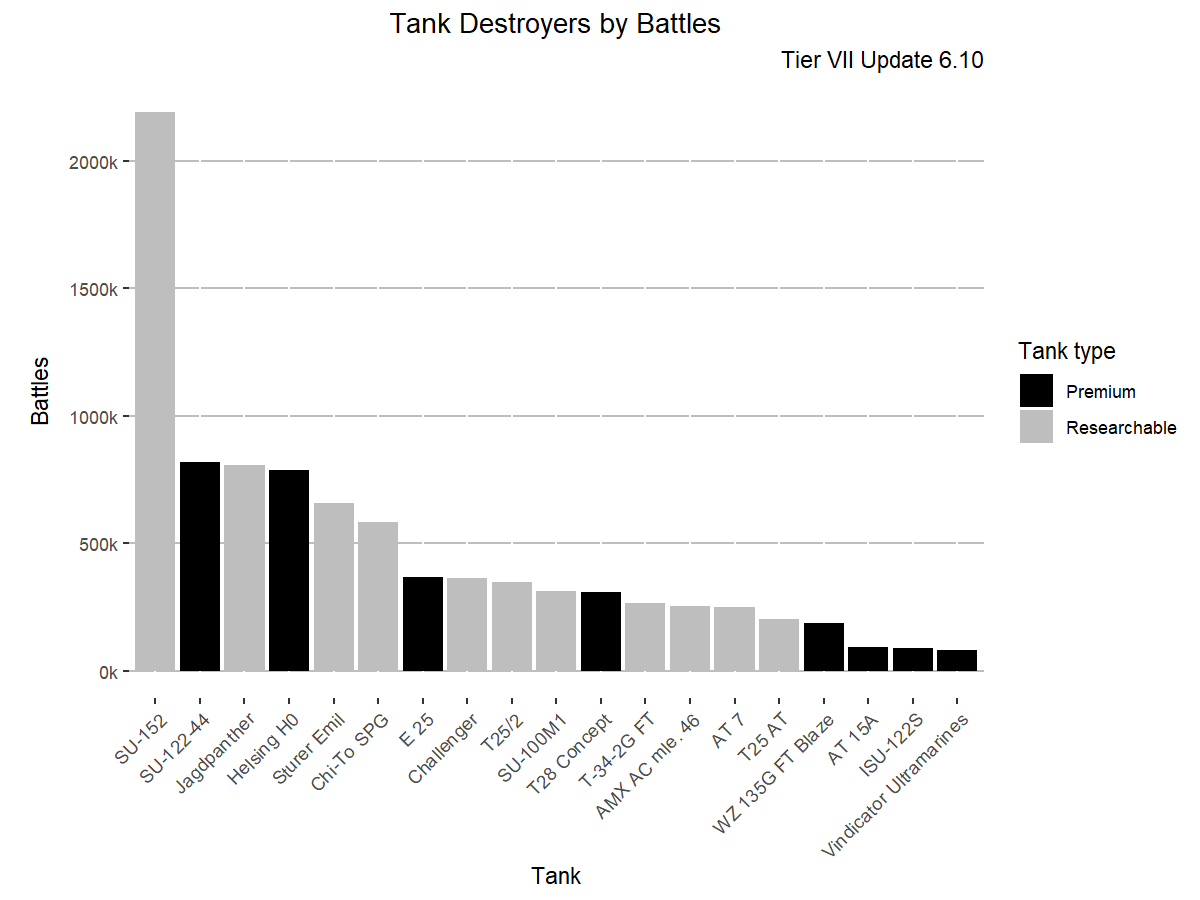 Tank Destroyers by Battles
Tier VII Update 6.10
2000k
1500k
1000k
500k
0k
Battles
SU-152
SU-122-44
Jagdpanther
Helsing H0
Sturer Emil
Chi-To SPG
E 25
Challenger
T25/2
SU-100M1
T28 Concept
T-34-2G FT
AMX AC mle. 46
AT 7
T25 AT
WZ 135G FT Blaze
AT 15A
ISU-122S
Vindicator Ultramarines
Tank
Tank type
Premium
Researchable